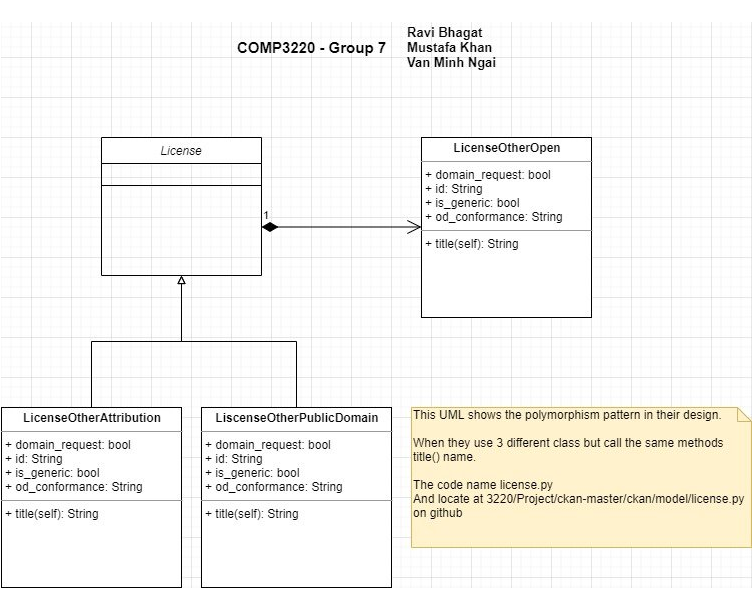 COMP3220 - Group 7
Ravi Bhagat
Mustafa Khan
Van Minh Ngai
License
1
LicenseOtherOpen
+ domain_request: bool
+ id: String
+ is_generic: bool
+ od_conformance: String
+ title(self): String
LicenseOtherAttribution
+ domain_request: bool
+ id: String
+ is_generic: bool
+ od_conformance: String
+ title(self): String
LiscenseOtherPublicDomain
+ domain_request: bool
+ id: String
+ is_generic: bool
+ od_conformance: String
+ title(self): String
This UML shows the polymorphism pattern in their design.
When they use 3 different class but call the same methods
title() name.
The code name license.py
And locate at 3220/Project/ckan-master/ckan/model/license.py
on github